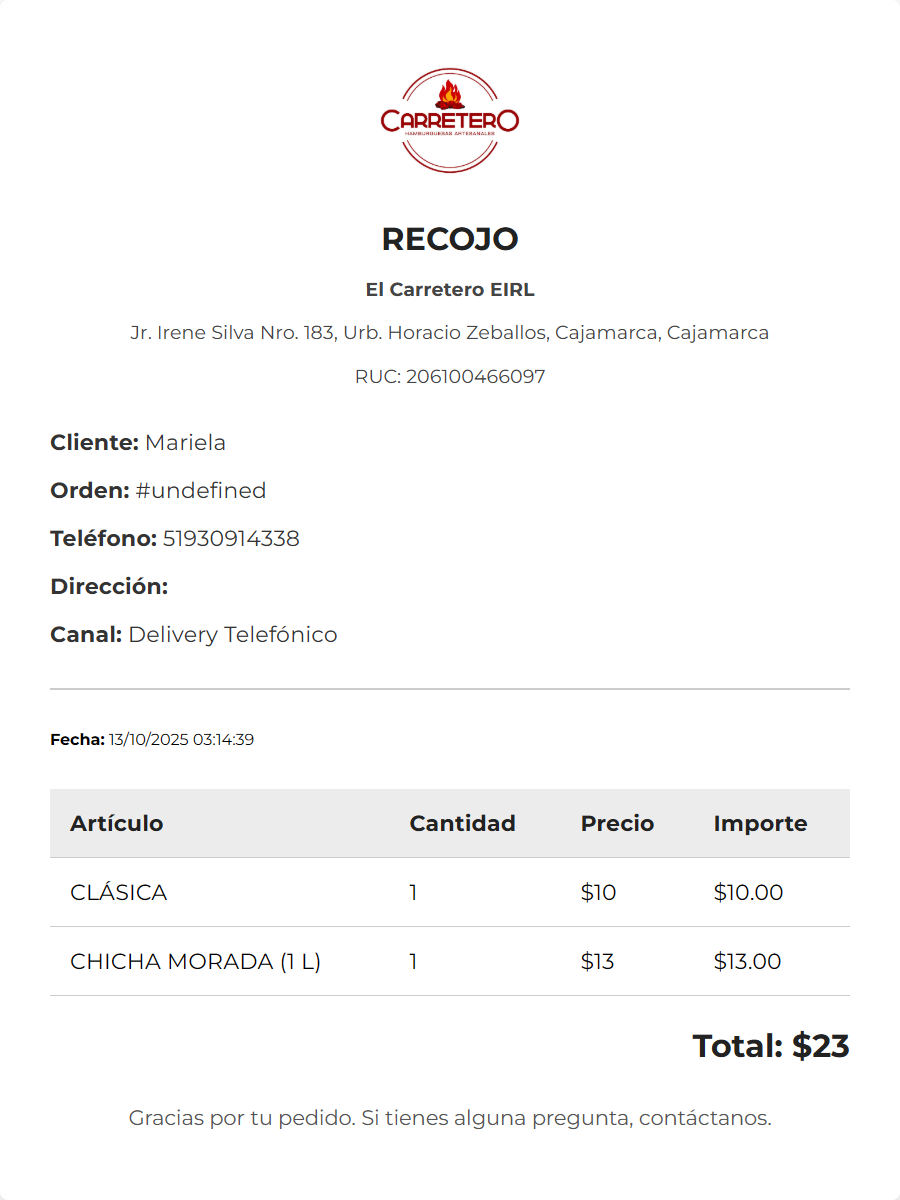 CARRETERO
HAMBURGUESAS ARTESANALES
RECOJO
El Carretero EIRL
Jr. Irene Silva Nro. 183, Urb. Horacio Zeballos, Cajamarca, Cajamarca
RUC: 206100466097
Cliente: Mariela
Orden: #undefined
Teléfono: 51930914338
Dirección:
Canal: Delivery Telefónico
Fecha: 13/10/2025 03:14:39
Artículo Cantidad Precio Importe
CLÁSICA 1 $10 $10.00
CHICHA MORADA (1 L) 1 $13 $13.00
Total: $23
Gracias por tu pedido. Si tienes alguna pregunta, contáctanos.